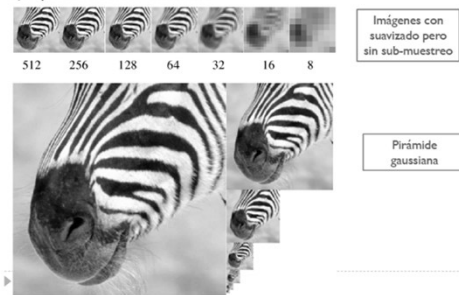 Imágenes con
suavizado pero
sin sub-muestreo
512 256 128 64 32 16 8
Pirámide
gaussiana